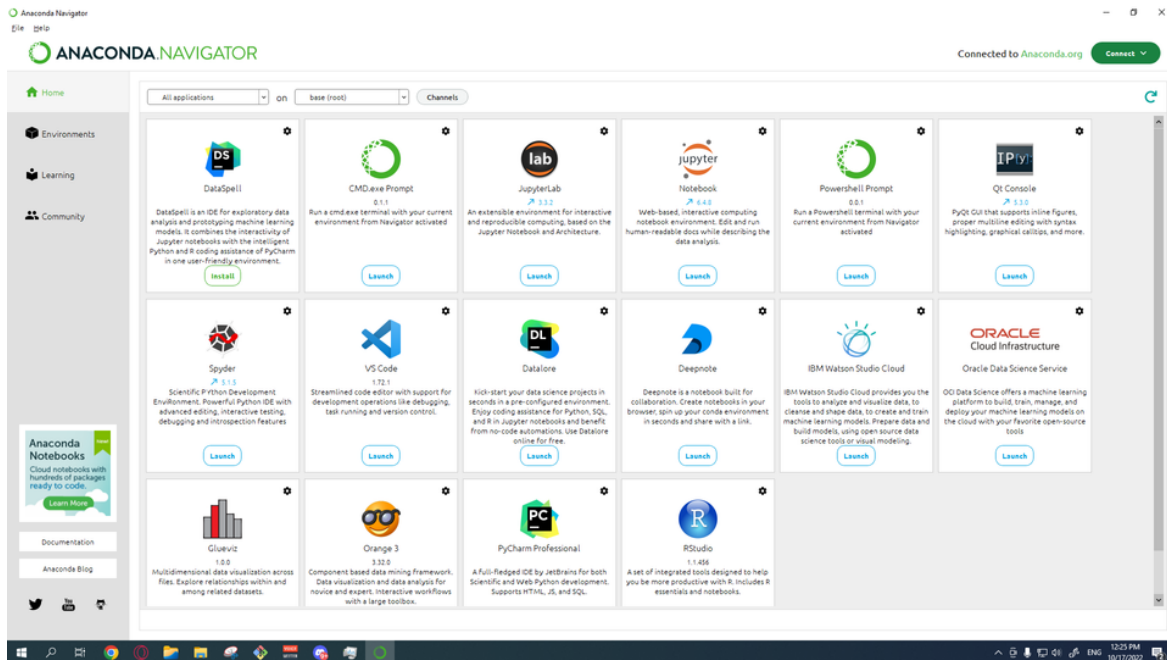 Anaconda Navigator
File Help
ANACONDA.NAVIGATOR
Connected to Anaconda.org
Connect
Home
Environments
Learning
Community
All applications
on
base (root)
Channels
DS
DataSpell
DataSpell is an IDE for exploratory data
analysis and prototyping machine learning
models. It combines the interactivity of
Jupyter notebooks with the intelligent
Python and R coding assistance of PyCharm
in one user-friendly environment.
Install
CMD.exe Prompt
0.1.1
Run a cmd.exe terminal with your current
environment from Navigator activated
Launch
lab
JupyterLab
3.3.2
An extensible environment for interactive
and reproducible computing, based on the
Jupyter Notebook and Architecture.
Launch
jupyter
Notebook
6.4.8
Web-based, interactive computing
notebook environment. Edit and run
human-readable docs while describing the
data analysis.
Launch
Powershell Prompt
0.0.1
Run a Powershell terminal with your
current environment from Navigator
activated
Launch
IP[y]:
Qt Console
5.3.0
PyQt GUI that supports inline figures,
proper multiline editing with syntax
highlighting, graphical calltips, and more.
Launch
Spyder
5.1.5
Scientific PYthon Development
EnviRonment. Powerful Python IDE with
advanced editing, interactive testing,
debugging and introspection features
Launch
VS Code
1.72.1
Streamlined code editor with support for
development operations like debugging,
task running and version control.
Launch
DL
Datalore
Kick-start your data science projects in
seconds in a pre-configured environment.
Enjoy coding assistance for Python, SQL,
and R in Jupyter notebooks and benefit
from no-code automations. Use Datalore
online for free.
Launch
Deepnote
Deepnote is a notebook built for
collaboration. Create notebooks in your
browser, spin up your conda environment
in seconds and share with a link.
Launch
IBM Watson Studio Cloud
IBM Watson Studio Cloud provides you the
tools to analyze and visualize data, to
cleanse and shape data, to create and train
machine learning models. Prepare data and
build models, using open source data
science tools or visual modeling.
Launch
ORACLE
Cloud Infrastructure
Oracle Data Science Service
OCI Data Science offers a machine learning
platform to build, train, manage, and
deploy your machine learning models on
the cloud with your favorite open-source
tools
Launch
Glueviz
1.0.0
Multidimensional data visualization across
files. Explore relationships within and
among related datasets.
Orange 3
3.32.0
Component based data mining framework.
Data visualization and data analysis for
novice and expert. Interactive workflows
with a large toolbox.
PC
PyCharm Professional
A full-fledged IDE by JetBrains for both
Scientific and Web Python development.
Supports HTML, JS, and SQL.
R
RStudio
1.1.456
A set of integrated tools designed to help
you be more productive with R. Includes R
essentials and notebooks.
Anaconda
Notebooks
Cloud notebooks with
hundreds of packages
ready to code.
Learn More
Documentation
Anaconda Blog
You
Tube
ENG
12:25 PM
10/17/2022